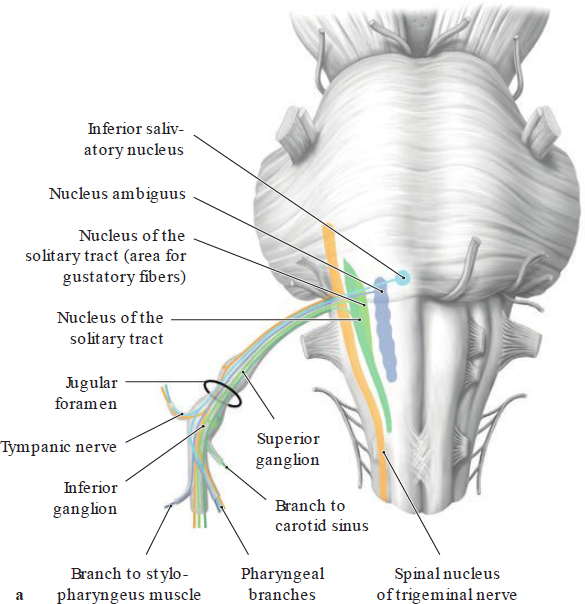 Inferior saliv-
atory nucleus
Nucleus ambiguus
Nucleus of the
solitary tract (area for
gustatory fibers)
Nucleus of the
solitary tract
Jugular
foramen
Tympanic nerve
Superior
ganglion
Inferior
ganglion
Branch to
carotid sinus
a
Branch to stylo-
pharyngeus muscle
Pharyngeal
branches
Spinal nucleus
of trigeminal nerve